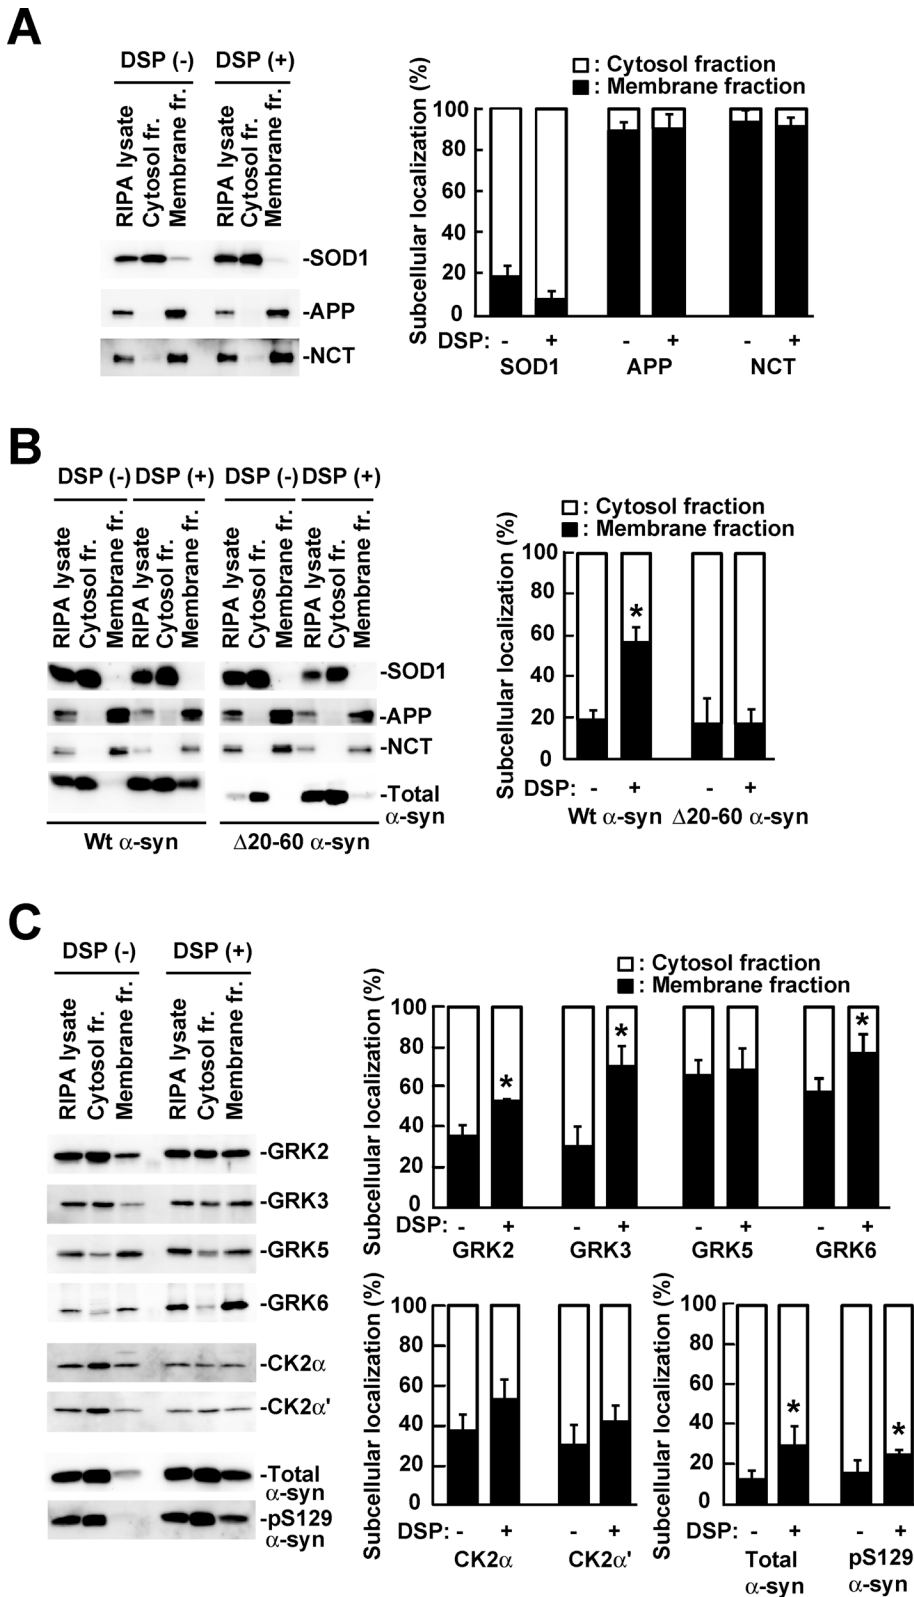 A
DSP (-) DSP (+)
RIPA lysate
Cytosol fr.
Membrane fr.
RIPA lysate
Cytosol fr.
Membrane fr.
-SOD1
-APP
-NCT
: Cytosol fraction
: Membrane fraction
Subcellular localization (%)
100
80
60
40
20
0
DSP: - + - + - +
SOD1 APP NCT
B
DSP (-) DSP (+) DSP (-) DSP (+)
RIPA lysate
Cytosol fr.
Membrane fr.
RIPA lysate
Cytosol fr.
Membrane fr.
RIPA lysate
Cytosol fr.
Membrane fr.
RIPA lysate
Cytosol fr.
Membrane fr.
-SOD1
-APP
-NCT
-Total
α-syn
Wt α-syn Δ20-60 α-syn
: Cytosol fraction
: Membrane fraction
Subcellular localization (%)
100
80
60
40
20
0
*
DSP: - + - +
Wt α-syn Δ20-60 α-syn
C
DSP (-) DSP (+)
RIPA lysate
Cytosol fr.
Membrane fr.
RIPA lysate
Cytosol fr.
Membrane fr.
-GRK2
-GRK3
-GRK5
-GRK6
-CK2α
-CK2α'
-Total
α-syn
-pS129
α-syn
: Cytosol fraction
: Membrane fraction
Subcellular localization (%)
100
80
60
40
20
0
* * *
DSP: - + - + - + - +
GRK2 GRK3 GRK5 GRK6
Subcellular localization (%)
100
80
60
40
20
0
DSP: - + - +
CK2α CK2α'
Subcellular localization (%)
100
80
60
40
20
0
* *
DSP: - + - +
Total pS129
α-syn α-syn